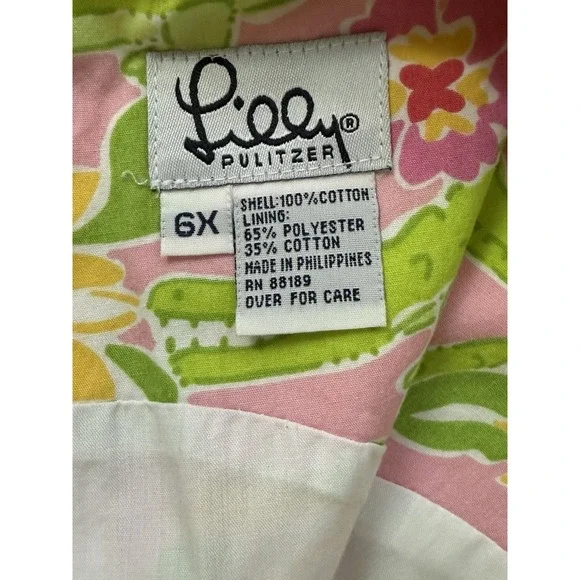 Lilly®
PULITZER
6X
SHELL:100%COTTON
LINING:
65% POLYESTER
35% COTTON
MADE IN PHILIPPINES
RN 88189
OVER FOR CARE